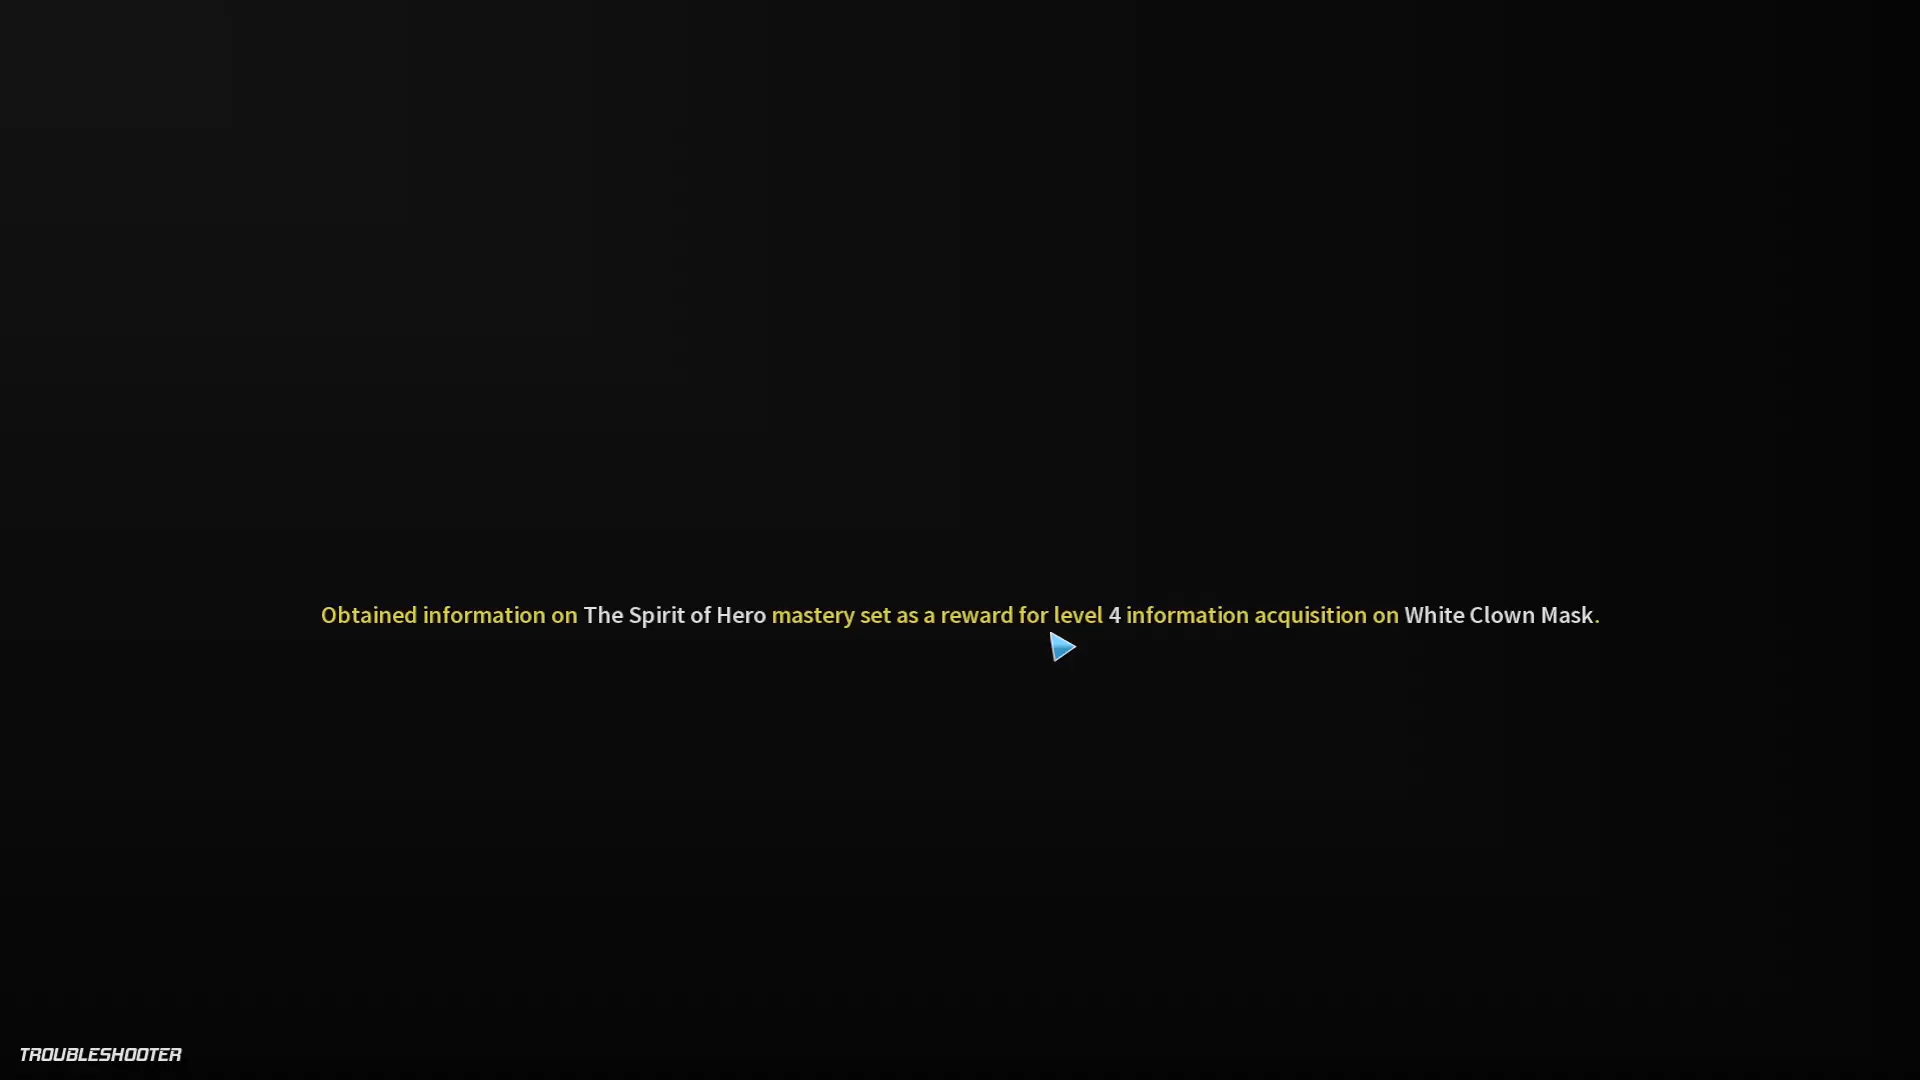 Obtained information on The Spirit of Hero mastery set as a reward for level 4 information acquisition on White Clown Mask.
TROUBLESHOOTER